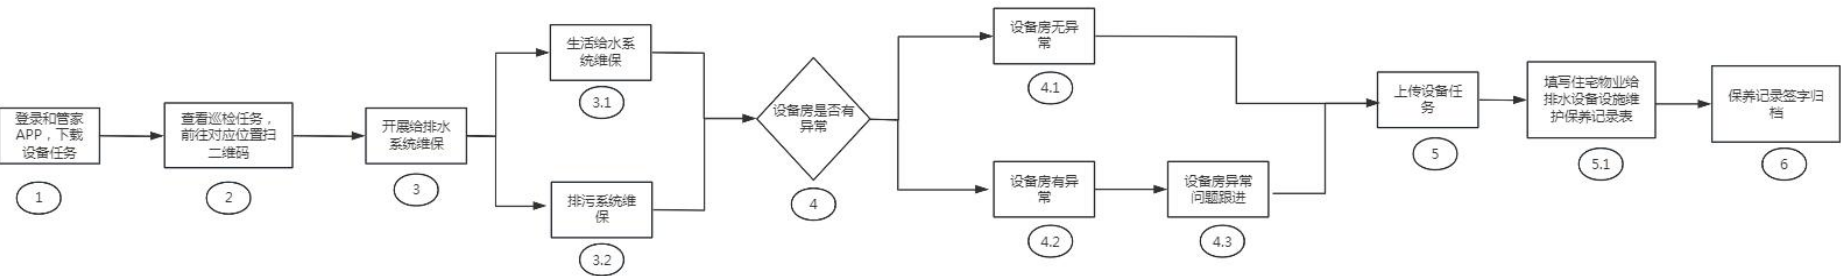 登录和管家
APP，下载
设备任务
1
查看巡检任务，
前往对应位置扫
二维码
2
开展给排水
系统维保
3
生活给水系
统维保
3.1
排污系统维
保
3.2
设备房是否有
异常
4
设备房无异
常
4.1
设备房有异
常
4.2
设备房异常
问题跟进
4.3
上传设备任
务
5
填写住宅物业给
排水设备设施维
护保养记录表
5.1
保养记录签字归
档
6